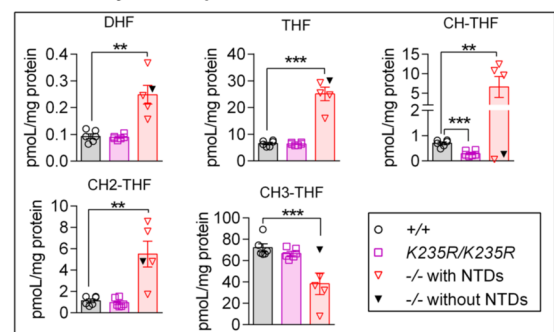 DHF
pmoL/mg protein
0.4
0.3
0.2
0.1
0.0
**
THF
pmoL/mg protein
40
30
20
10
0
***
CH-THF
pmoL/mg protein
15
10
5
2
1
0
**
***
CH2-THF
pmoL/mg protein
10
8
6
4
2
0
**
CH3-THF
pmoL/mg protein
100
80
60
40
20
0
***
+/+
K235R/K235R
-/- with NTDs
-/- without NTDs